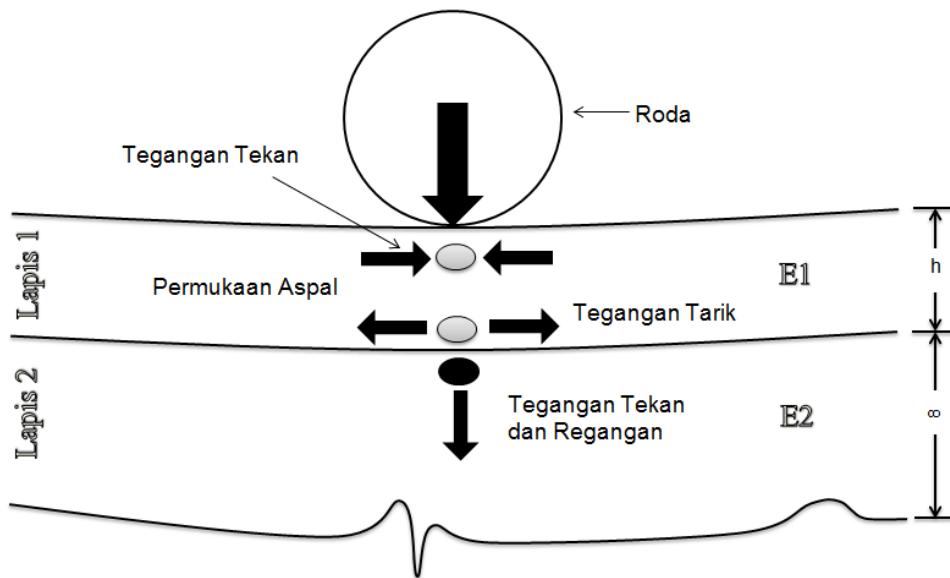 Roda
Tegangan Tekan
Lapis 1
Permukaan Aspal
E1
h
Tegangan Tarik
Lapis 2
Tegangan Tekan
dan Regangan
E2
∞